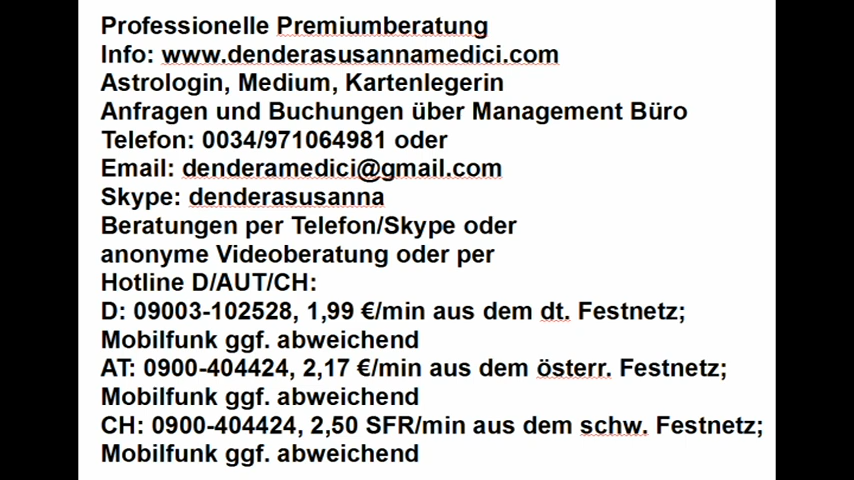 Professionelle Premiumberatung
Info: www.denderasusannamedici.com
Astrologin, Medium, Kartenlegerin
Anfragen und Buchungen über Management Büro
Telefon: 0034/971064981 oder
Email: denderamedici@gmail.com
Skype: denderasusanna
Beratungen per Telefon/Skype oder
anonyme Videoberatung oder per
Hotline D/AUT/CH:
D: 09003-102528, 1,99 €/min aus dem dt. Festnetz;
Mobilfunk ggf. abweichend
AT: 0900-404424, 2,17 €/min aus dem österr. Festnetz;
Mobilfunk ggf. abweichend
CH: 0900-404424, 2,50 SFR/min aus dem schw. Festnetz;
Mobilfunk ggf. abweichend